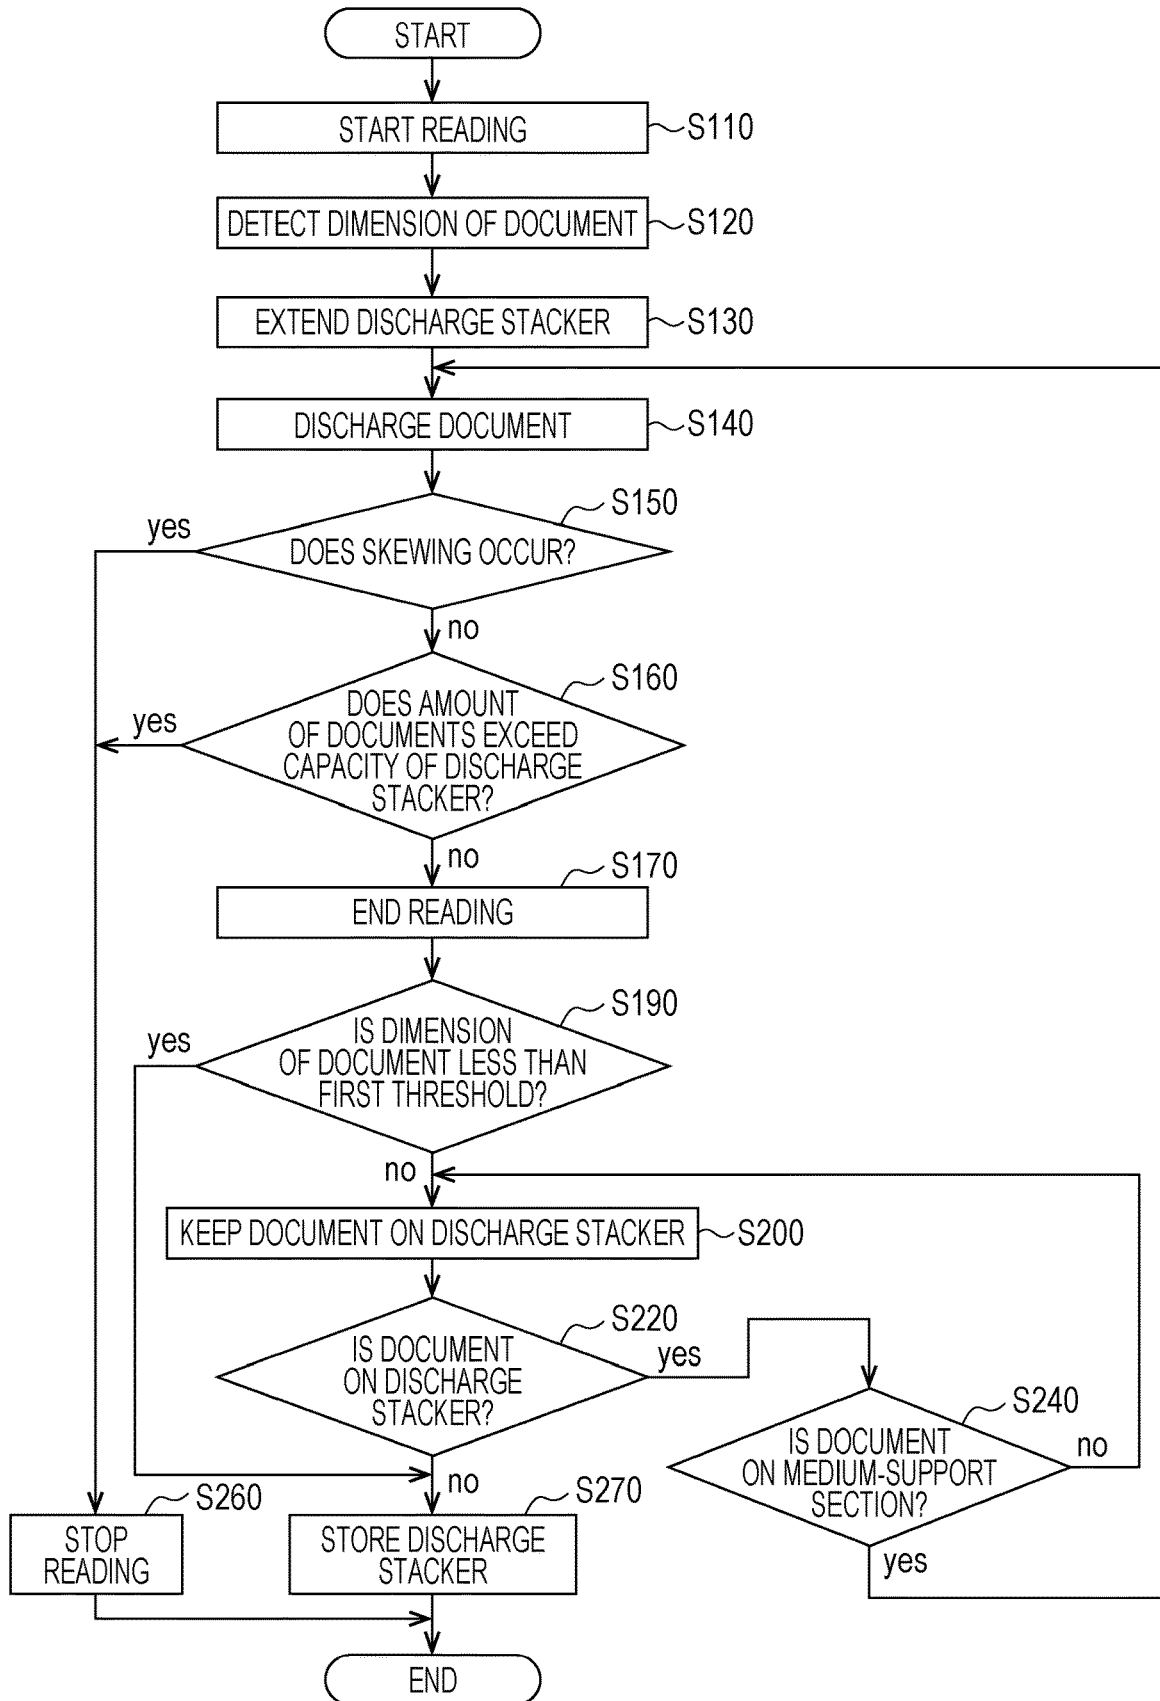 START
START READING
S110
DETECT DIMENSION OF DOCUMENT
S120
EXTEND DISCHARGE STACKER
S130
DISCHARGE DOCUMENT
S140
S150
yes
DOES SKEWING OCCUR?
no
S160
yes
DOES AMOUNT
OF DOCUMENTS EXCEED
CAPACITY OF DISCHARGE
STACKER?
no
S170
END READING
S190
yes
IS DIMENSION
OF DOCUMENT LESS THAN
FIRST THRESHOLD?
no
KEEP DOCUMENT ON DISCHARGE STACKER
S200
S220
IS DOCUMENT
ON DISCHARGE
STACKER?
yes
no
S240
IS DOCUMENT
ON MEDIUM-SUPPORT
SECTION?
no
yes
S260
STOP
READING
S270
STORE DISCHARGE
STACKER
END